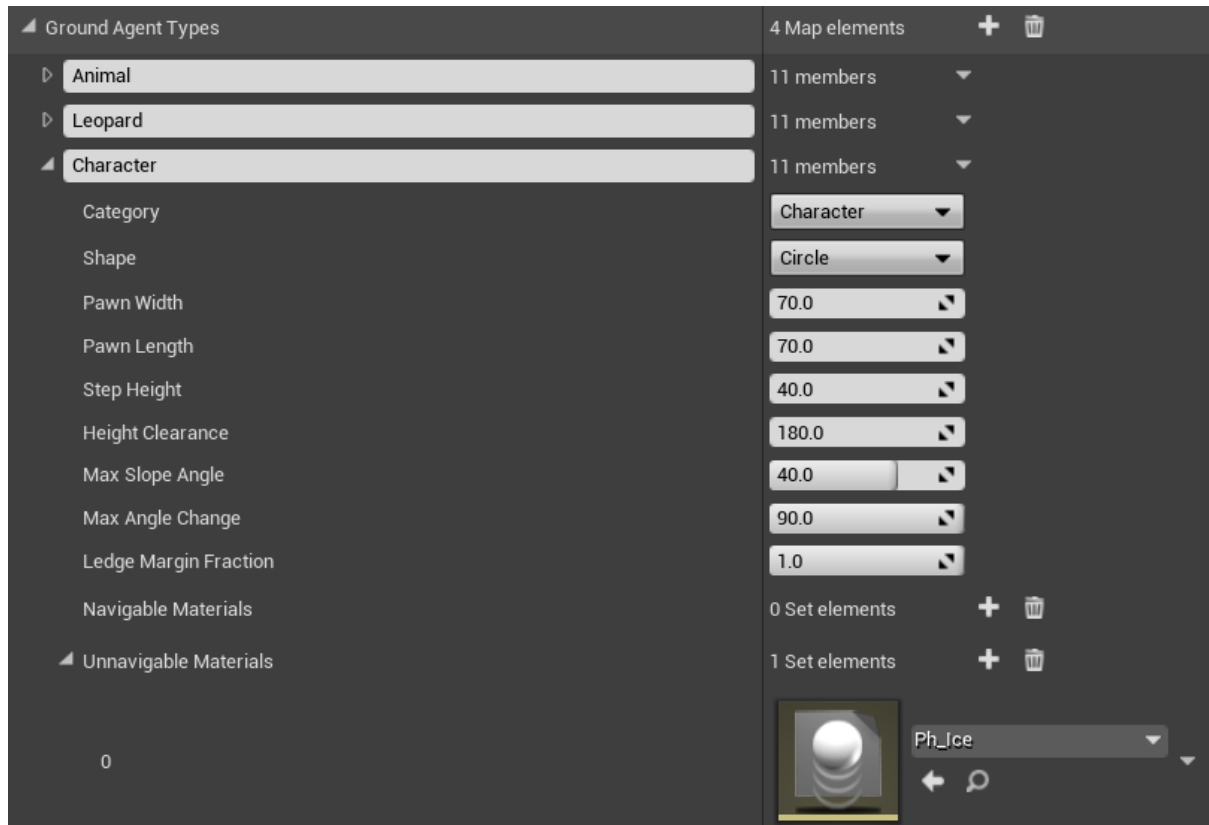 Ground Agent Types 4 Map elements
Animal 11 members
Leopard 11 members
Character 11 members
Category Character
Shape Circle
Pawn Width 70.0
Pawn Length 70.0
Step Height 40.0
Height Clearance 180.0
Max Slope Angle 40.0
Max Angle Change 90.0
Ledge Margin Fraction 1.0
Navigable Materials 0 Set elements
Unnavigable Materials 1 Set elements
0 Ph_Ice